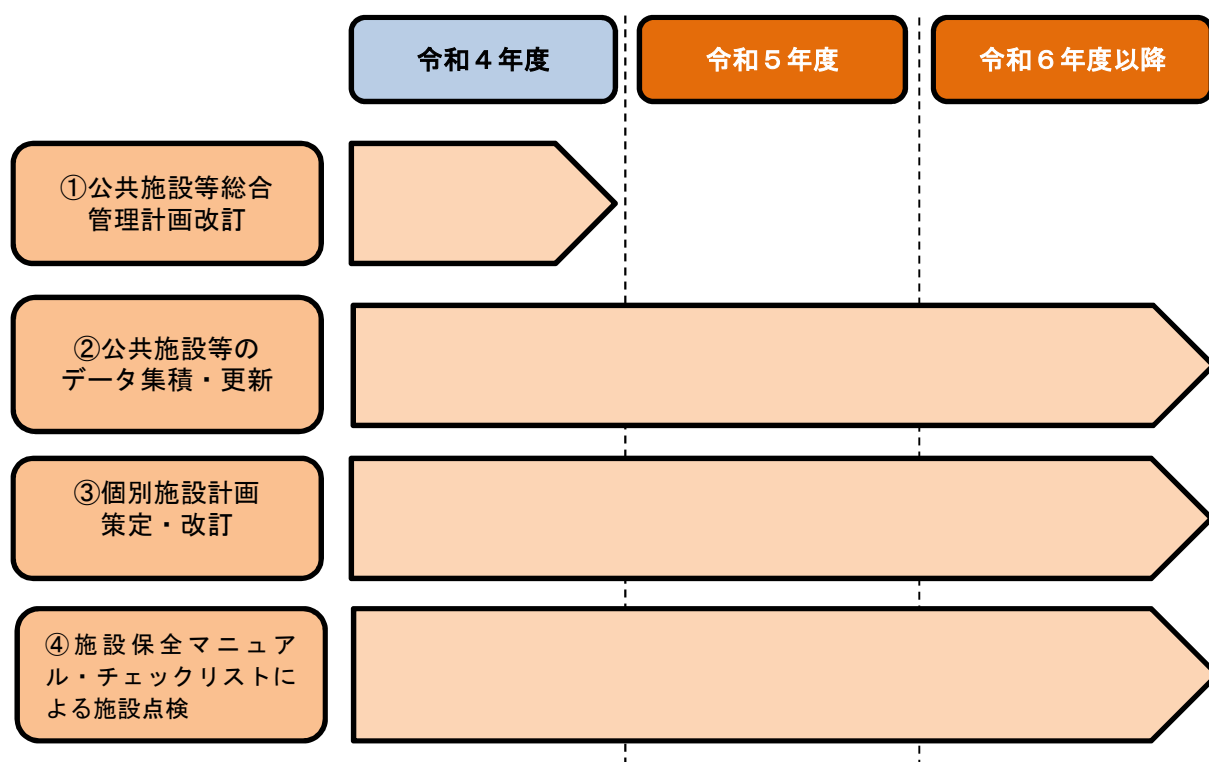 令和４年度
令和５年度
令和６年度以降
①公共施設等総合
管理計画改訂
②公共施設等の
データ集積・更新
③個別施設計画
策定・改訂
④施設保全マニュア
ル・チェックリストに
よる施設点検